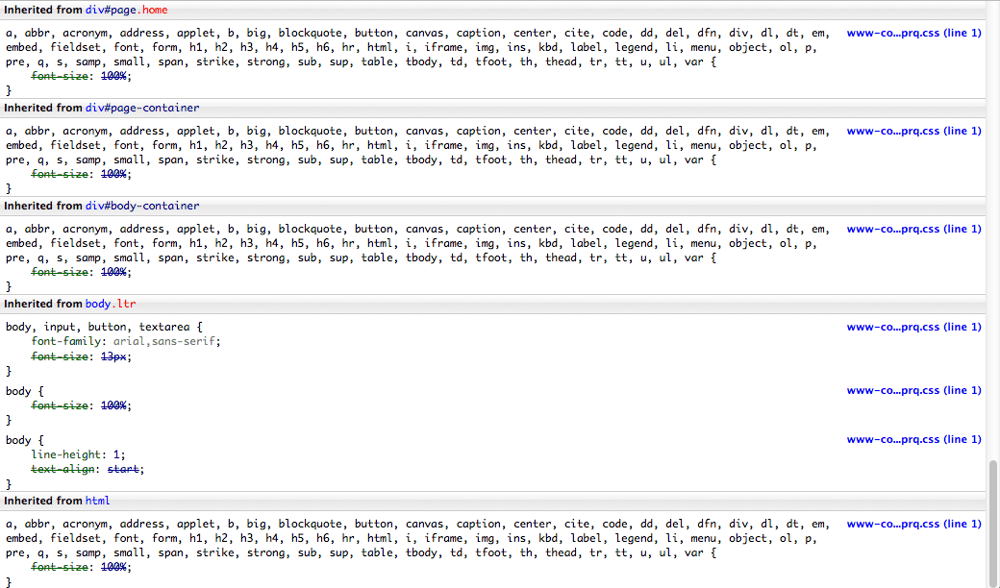 Inherited from div#page.home
a, abbr, acronym, address, applet, b, big, blockquote, button, canvas, caption, center, cite, code, dd, del, dfn, div, dl, dt, em, www-co…prq.css (line 1)
embed, fieldset, font, form, h1, h2, h3, h4, h5, h6, hr, html, i, iframe, img, ins, kbd, label, legend, li, menu, object, ol, p,
pre, q, s, samp, small, span, strike, strong, sub, sup, table, tbody, td, tfoot, th, thead, tr, tt, u, ul, var {
font-size: 100%;
}
Inherited from div#page-container
a, abbr, acronym, address, applet, b, big, blockquote, button, canvas, caption, center, cite, code, dd, del, dfn, div, dl, dt, em, www-co…prq.css (line 1)
embed, fieldset, font, form, h1, h2, h3, h4, h5, h6, hr, html, i, iframe, img, ins, kbd, label, legend, li, menu, object, ol, p,
pre, q, s, samp, small, span, strike, strong, sub, sup, table, tbody, td, tfoot, th, thead, tr, tt, u, ul, var {
font-size: 100%;
}
Inherited from div#body-container
a, abbr, acronym, address, applet, b, big, blockquote, button, canvas, caption, center, cite, code, dd, del, dfn, div, dl, dt, em, www-co…prq.css (line 1)
embed, fieldset, font, form, h1, h2, h3, h4, h5, h6, hr, html, i, iframe, img, ins, kbd, label, legend, li, menu, object, ol, p,
pre, q, s, samp, small, span, strike, strong, sub, sup, table, tbody, td, tfoot, th, thead, tr, tt, u, ul, var {
font-size: 100%;
}
Inherited from body.ltr
body, input, button, textarea { www-co…prq.css (line 1)
font-family: arial,sans-serif;
font-size: 13px;
}
body { www-co…prq.css (line 1)
font-size: 100%;
}
body { www-co…prq.css (line 1)
line-height: 1;
text-align: start;
}
Inherited from html
a, abbr, acronym, address, applet, b, big, blockquote, button, canvas, caption, center, cite, code, dd, del, dfn, div, dl, dt, em, www-co…prq.css (line 1)
embed, fieldset, font, form, h1, h2, h3, h4, h5, h6, hr, html, i, iframe, img, ins, kbd, label, legend, li, menu, object, ol, p,
pre, q, s, samp, small, span, strike, strong, sub, sup, table, tbody, td, tfoot, th, thead, tr, tt, u, ul, var {
font-size: 100%;
}